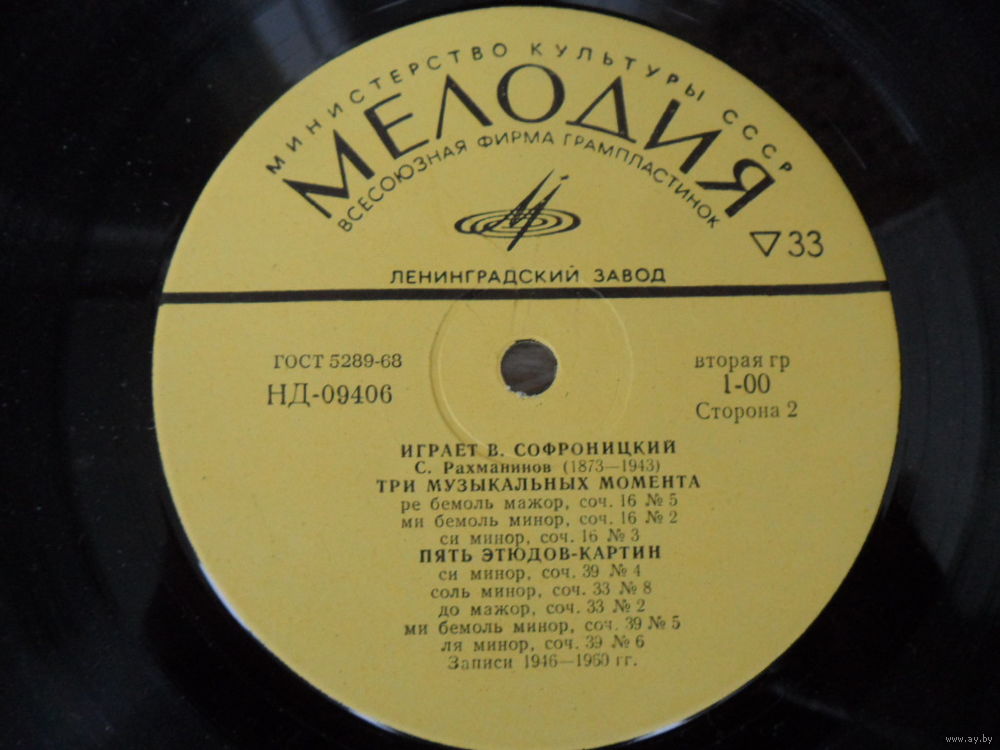 МИНИСТЕРСТВО КУЛЬТУРЫ СССР
МЕЛОДИЯ
ВСЕСОЮЗНАЯ ФИРМА ГРАМПЛАСТИНОК
33
ЛЕНИНГРАДСКИЙ ЗАВОД
ГОСТ 5289-68
НД-09406
вторая гр
1-00
Сторона 2
ИГРАЕТ В. СОФРОНИЦКИЙ
С. Рахманинов (1873—1943)
ТРИ МУЗЫКАЛЬНЫХ МОМЕНТА
ре бемоль мажор, соч. 16 № 5
ми бемоль минор, соч. 16 № 2
си минор, соч. 16 № 3
ПЯТЬ ЭТЮДОВ-КАРТИН
си минор, соч. 39 № 4
соль минор, соч. 33 № 8
до мажор, соч. 33 № 2
ми бемоль минор, соч. 39 № 5
ля минор, соч. 39 № 6
Записи 1946—1960 гг.
www.ay.by